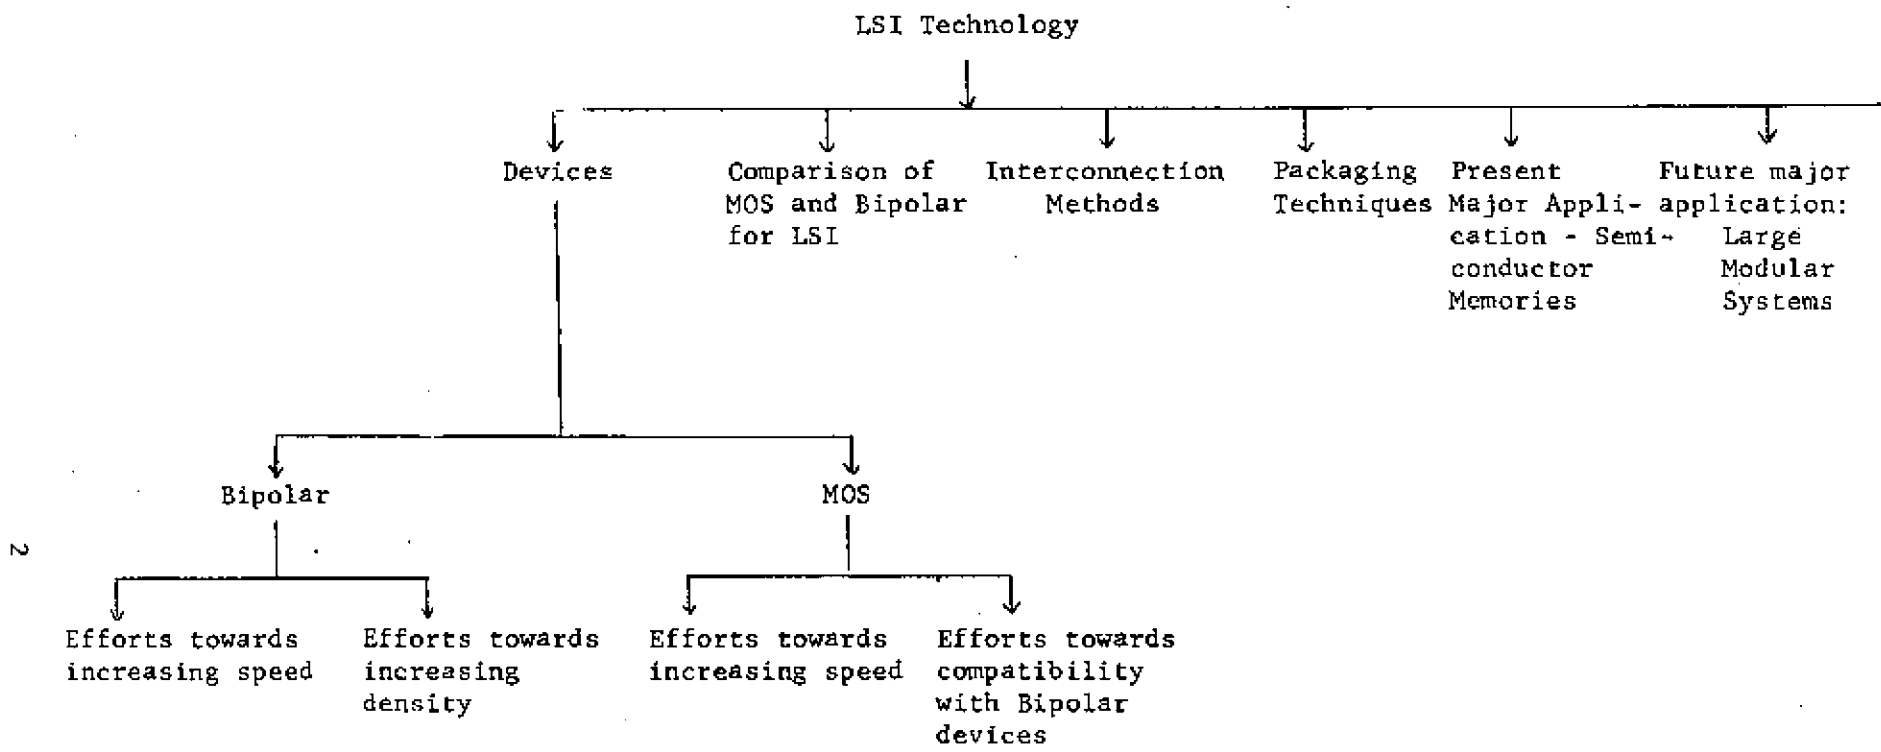 LSI Technology
Devices
Comparison of
MOS and Bipolar
for LSI
Interconnection
Methods
Packaging
Techniques
Present
Major Appli-
cation - Semi-
conductor
Memories
Future major
application:
Large
Modular
Systems
Bipolar
MOS
Efforts towards
increasing speed
Efforts towards
increasing
density
Efforts towards
increasing speed
Efforts towards
compatibility
with Bipolar
devices
2